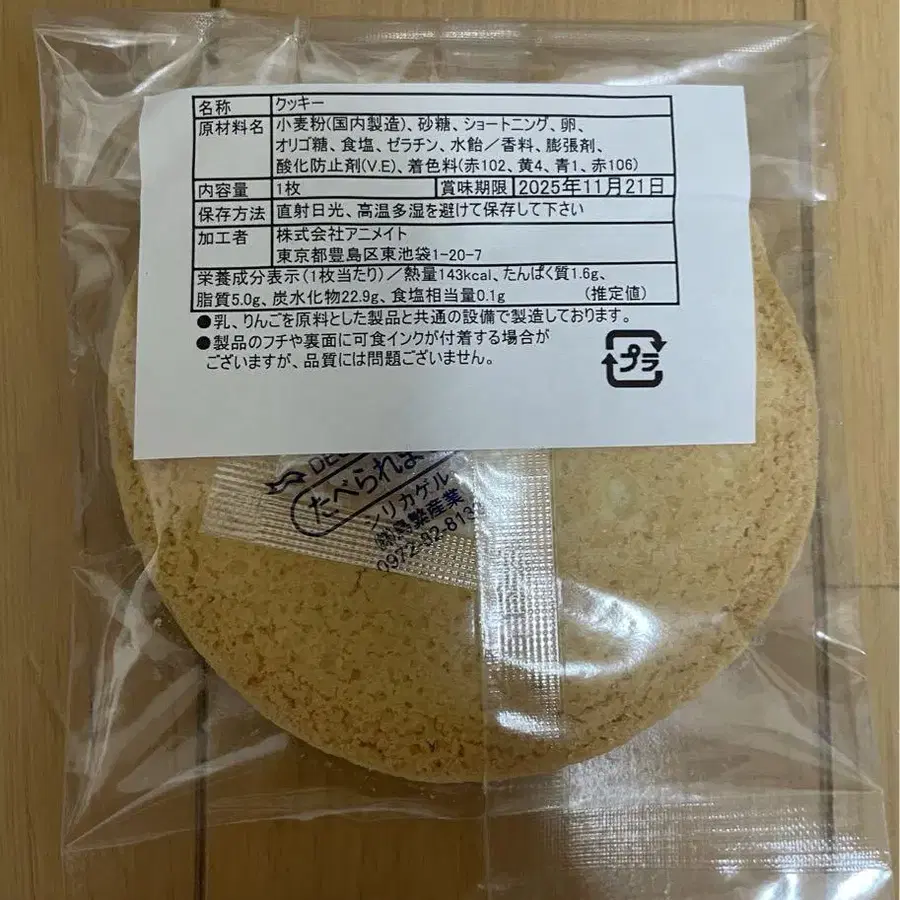 名称 クッキー
原材料名 小麦粉(国内製造)、砂糖、ショートニング、卵、
オリゴ糖、食塩、ゼラチン、水飴／香料、膨張剤、
酸化防止剤(V.E)、着色料(赤102、黄4、青1、赤106)
内容量 1枚 賞味期限 2025年11月21日
保存方法 直射日光、高温多湿を避けて保存して下さい
加工者 株式会社アニメイト
東京都豊島区東池袋1-20-7
栄養成分表示(1枚当たり)／熱量143kcal、たんぱく質1.6g、
脂質5.0g、炭水化物22.9g、食塩相当量0.1g (推定値)
●乳、りんごを原料とした製品と共通の設備で製造しております。
●製品のフチや裏面に可食インクが付着する場合が
ございますが、品質には問題ございません。
プラ
たべられま
シリカゲル